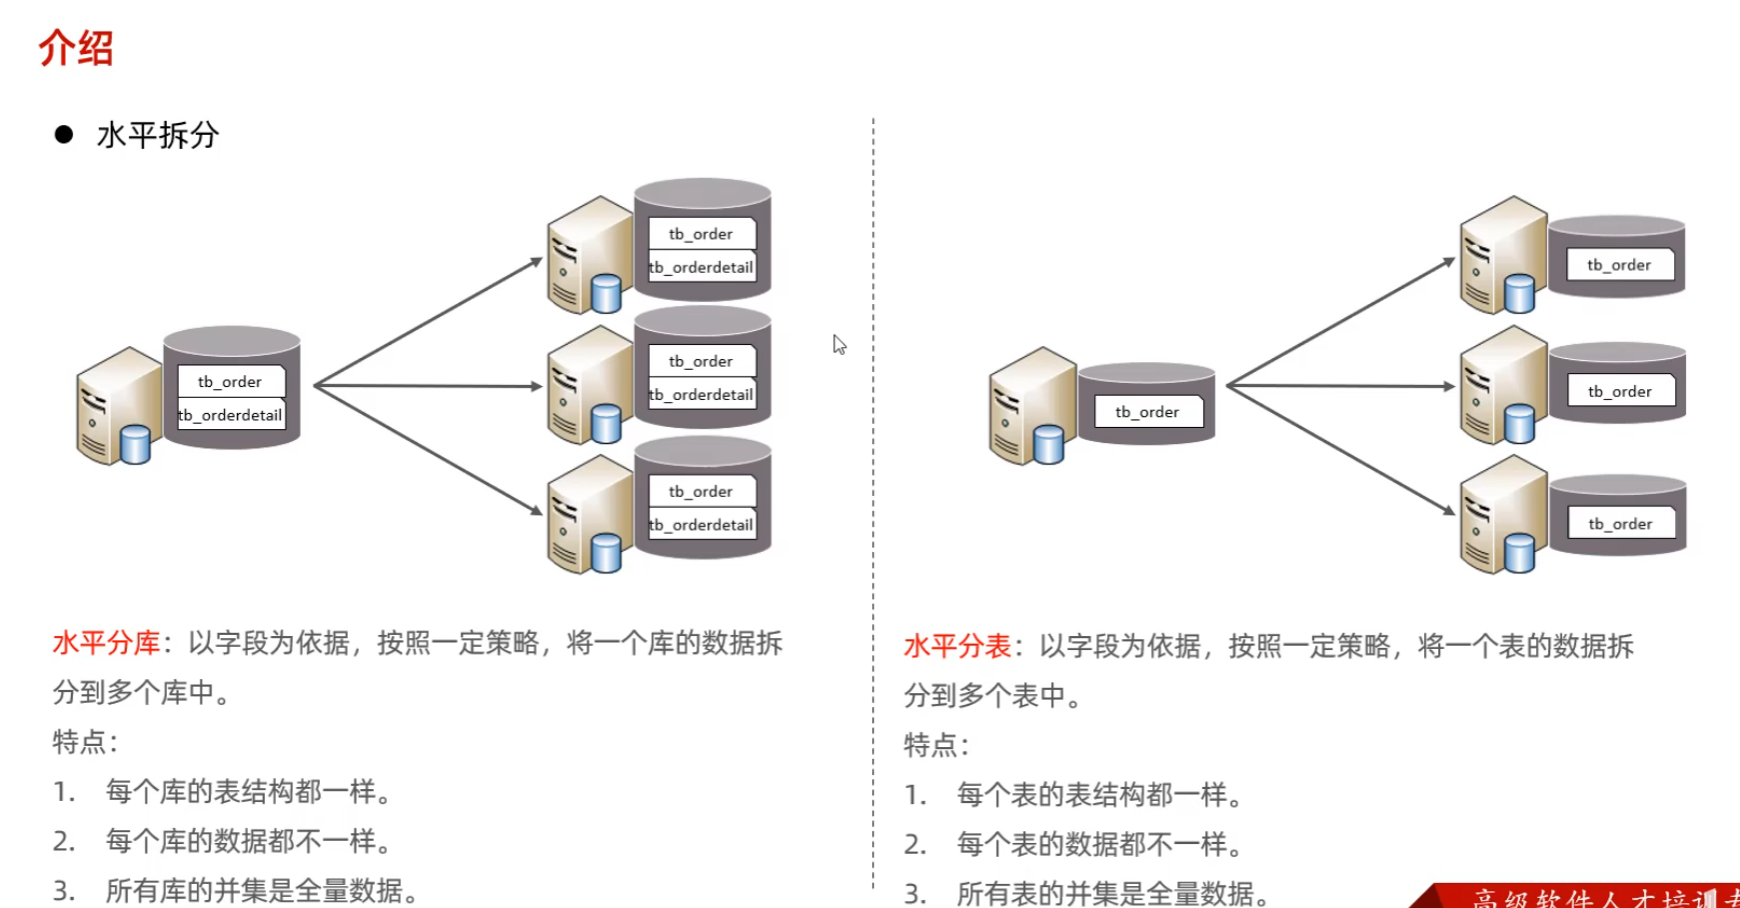 介绍
● 水平拆分
tb_order
tb_orderdetail
tb_order
tb_orderdetail
tb_order
tb_orderdetail
tb_order
tb_orderdetail
水平分库：以字段为依据，按照一定策略，将一个库的数据拆
分到多个库中。
特点：
1. 每个库的表结构都一样。
2. 每个库的数据都不一样。
3. 所有库的并集是全量数据。
tb_order
tb_order
tb_order
tb_order
水平分表：以字段为依据，按照一定策略，将一个表的数据拆
分到多个表中。
特点：
1. 每个表的表结构都一样。
2. 每个表的数据都不一样。
3. 所有表的并集是全量数据。
高级软件人才培训